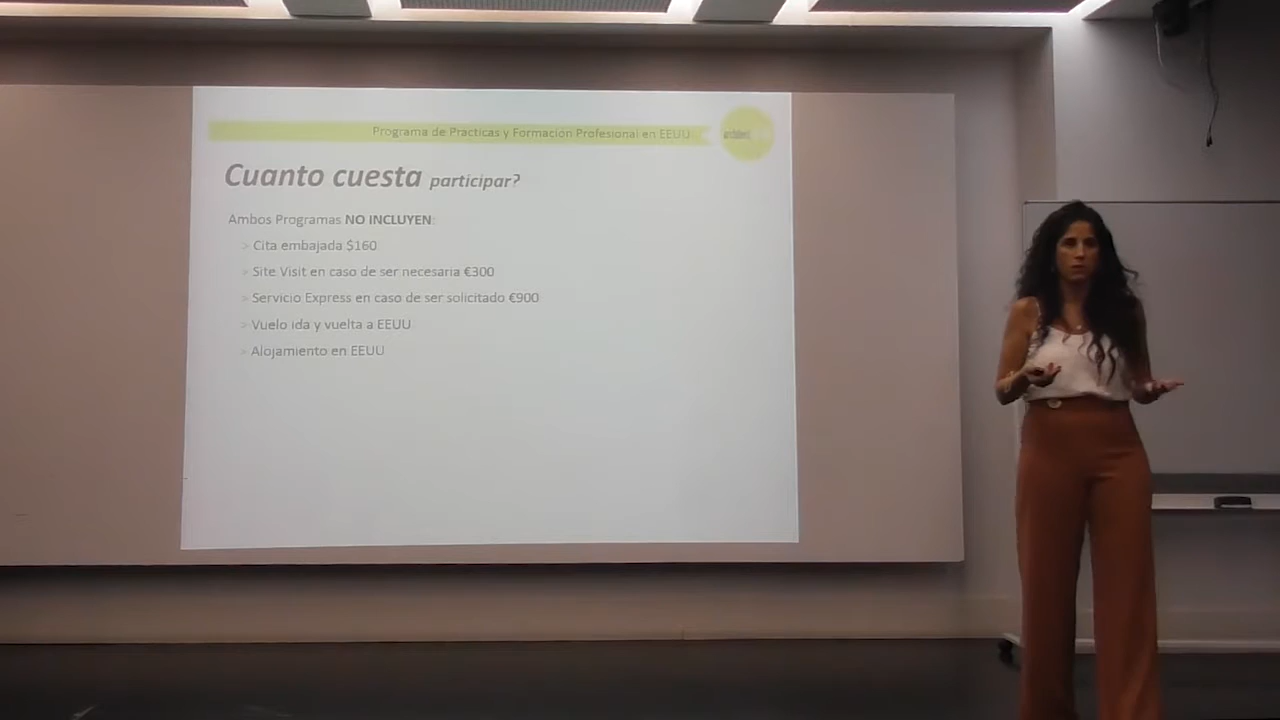 Programa de Practicas y Formacion Profesional en EEUU
Cuanto cuesta participar?
Ambos Programas NO INCLUYEN:
> Cita embajada $160
> Site Visit en caso de ser necesaria €300
> Servicio Express en caso de ser solicitado €900
> Vuelo ida y vuelta a EEUU
> Alojamiento en EEUU